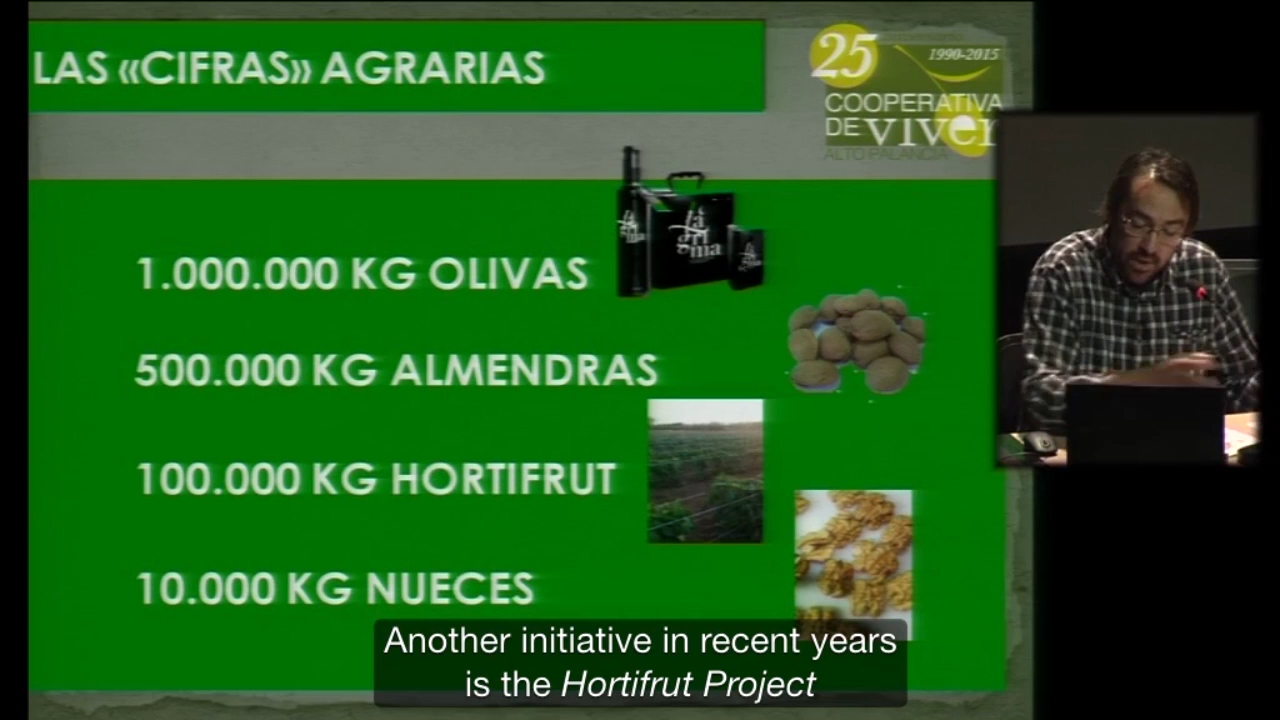 LAS «CIFRAS» AGRARIAS
25
1990-2015
COOPERATIVA
DE viver
ALTO PALANCIA
1.000.000 KG OLIVAS
500.000 KG ALMENDRAS
100.000 KG HORTIFRUT
10.000 KG NUECES
Another initiative in recent years
is the Hortifrut Project